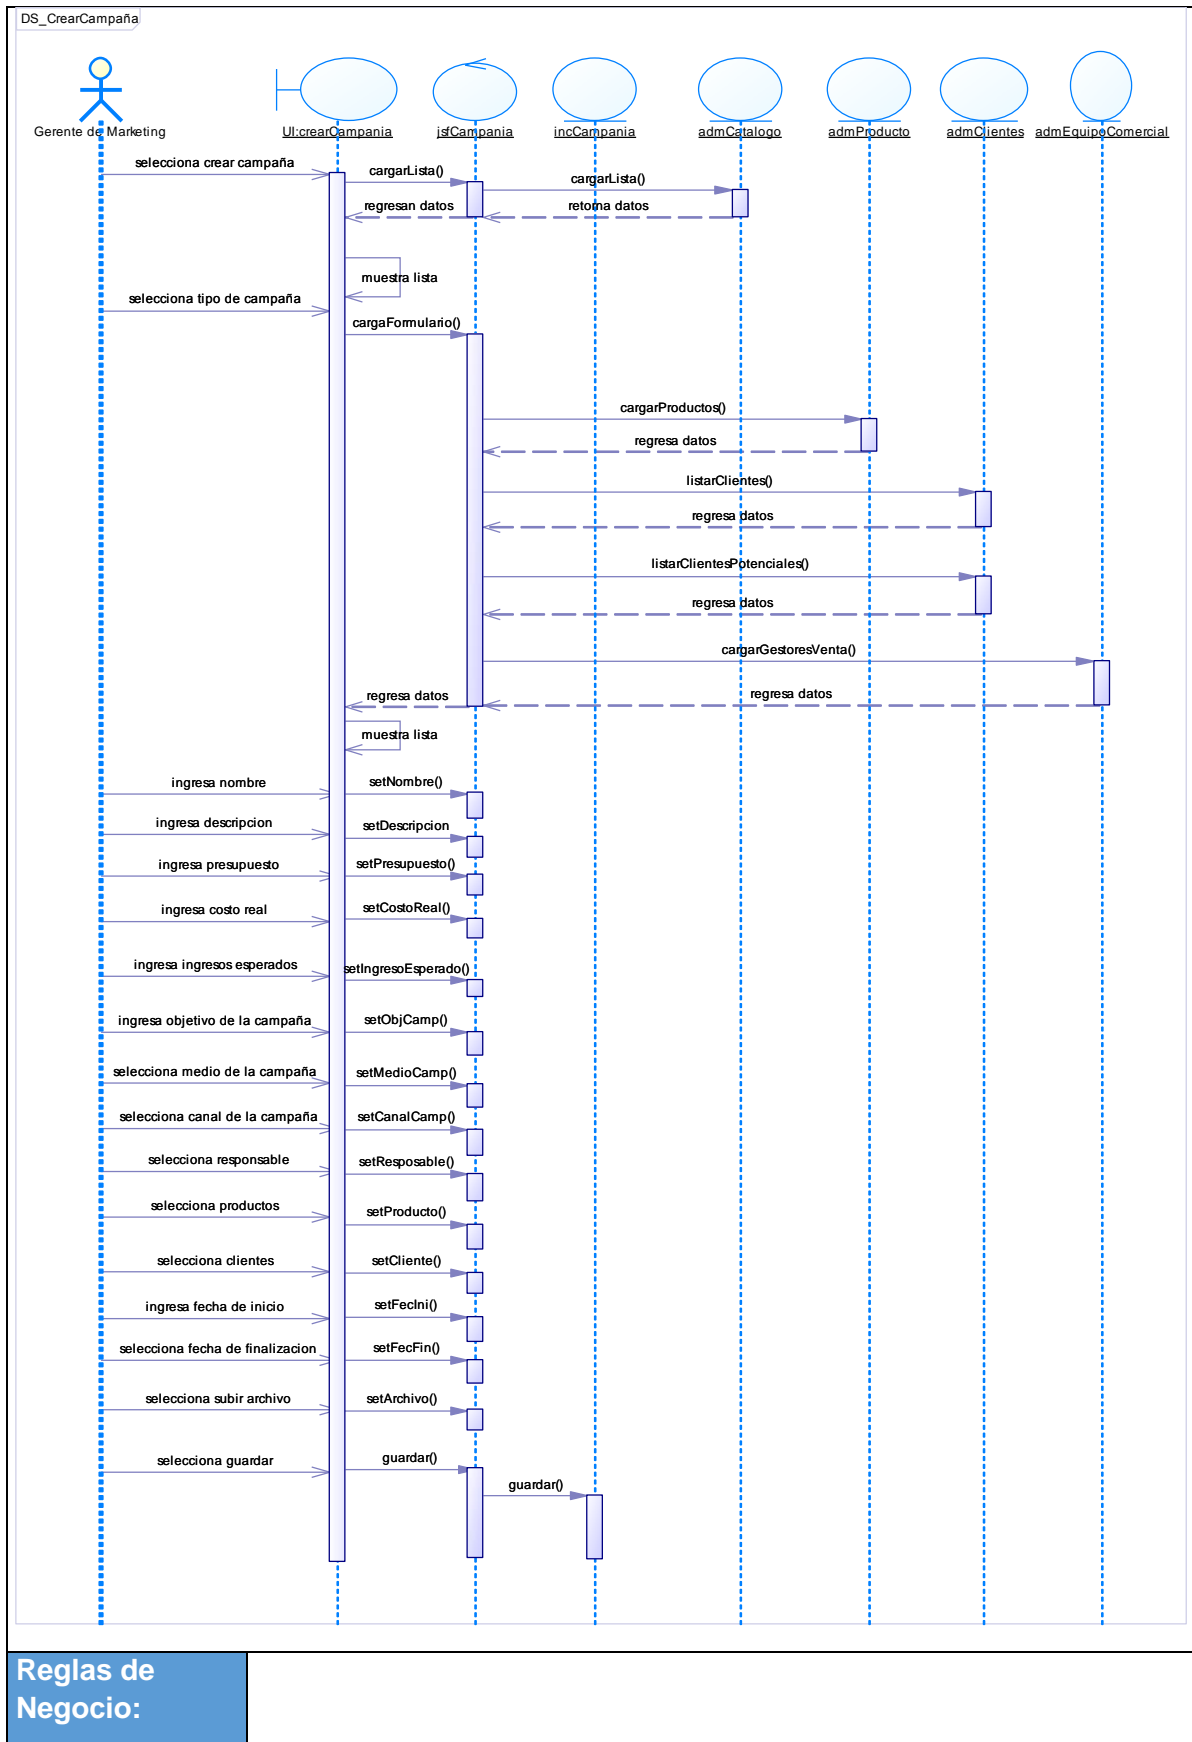 DS_CrearCampaña
Gerente de Marketing
UI:crearCampania
jsfCampania
incCampania
admCatalogo
admProducto
admClientes
admEquipoComercial
selecciona crear campaña
cargarLista()
cargarLista()
regresan datos
retorna datos
muestra lista
selecciona tipo de campaña
cargaFormulario()
cargarProductos()
regresa datos
listarClientes()
regresa datos
listarClientesPotenciales()
regresa datos
cargarGestoresVenta()
regresa datos
regresa datos
muestra lista
ingresa nombre
setNombre()
ingresa descripcion
setDescripcion
ingresa presupuesto
setPresupuesto()
ingresa costo real
setCostoReal()
ingresa ingresos esperados
setIngresoEsperado()
ingresa objetivo de la campaña
setObjCamp()
selecciona medio de la campaña
setMedioCamp()
selecciona canal de la campaña
setCanalCamp()
selecciona responsable
setResposable()
selecciona productos
setProducto()
selecciona clientes
setCliente()
ingresa fecha de inicio
setFecIni()
selecciona fecha de finalizacion
setFecFin()
selecciona subir archivo
setArchivo()
selecciona guardar
guardar()
guardar()
Reglas de
Negocio: